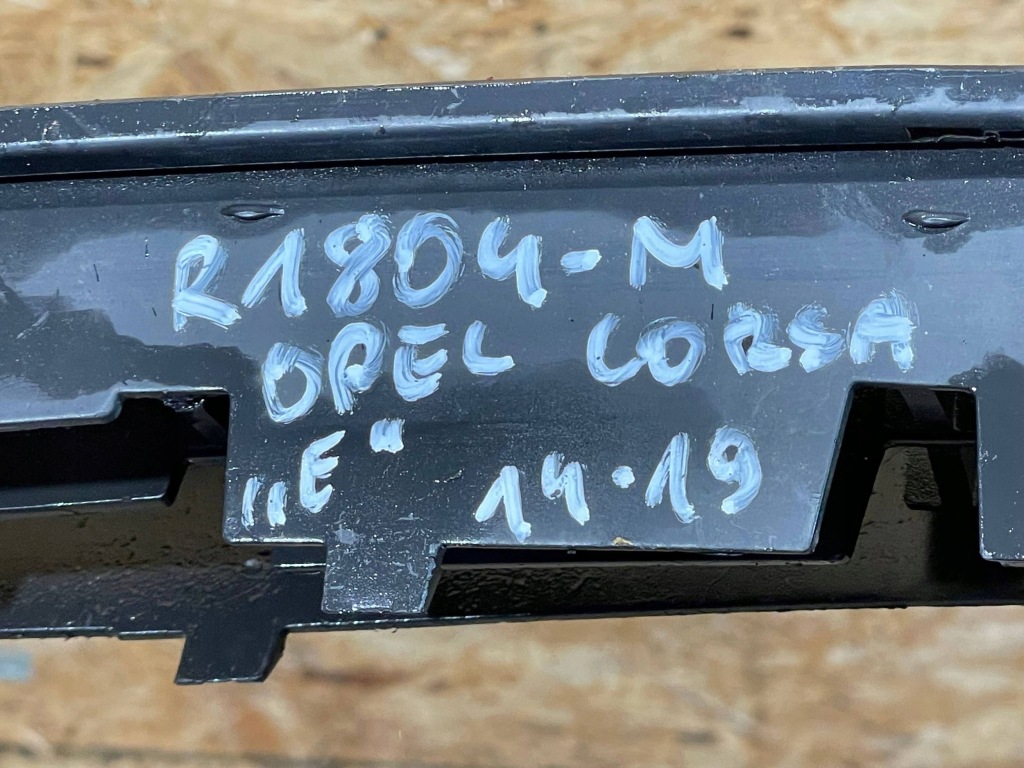 R1804-M
OPEL CORSA
„E" 14·19